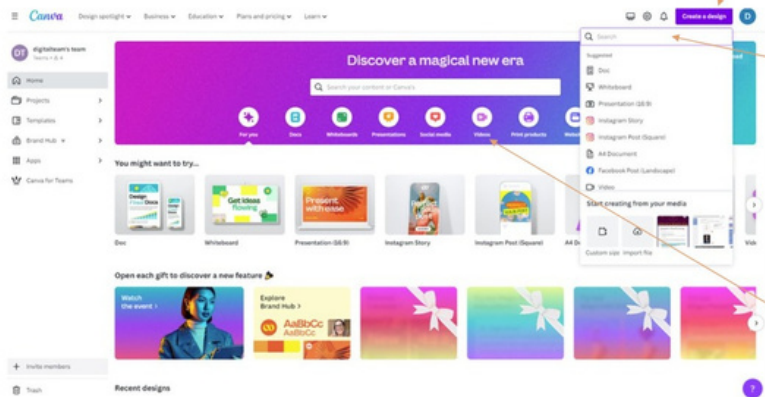 Canva
Design spotlight
Business
Education
Plans and pricing
Learn
Create a design
D
DT
digitalteam's team
Home
Projects
Templates
Brand Hub
Apps
Canva for Teams
Invite members
Trash
Discover a magical new era
Search your content or Canva's
For you
Docs
Whiteboards
Presentations
Social media
Videos
Print products
Search
Suggested
Doc
Whiteboard
Presentation (16:9)
Instagram Story
Instagram Post (Square)
A4 Document
Facebook Post (Landscape)
Video
Start creating from your media
Custom size
Import file
You might want to try...
Design
Docs
Get ideas
flowing
Present
with ease
Doc
Whiteboard
Presentation (16:9)
Instagram Story
Instagram Post (Square)
Open each gift to discover a new feature
Watch
the event >
Explore
Brand Hub >
AaBbCc
AaBbCc
Recent designs
?